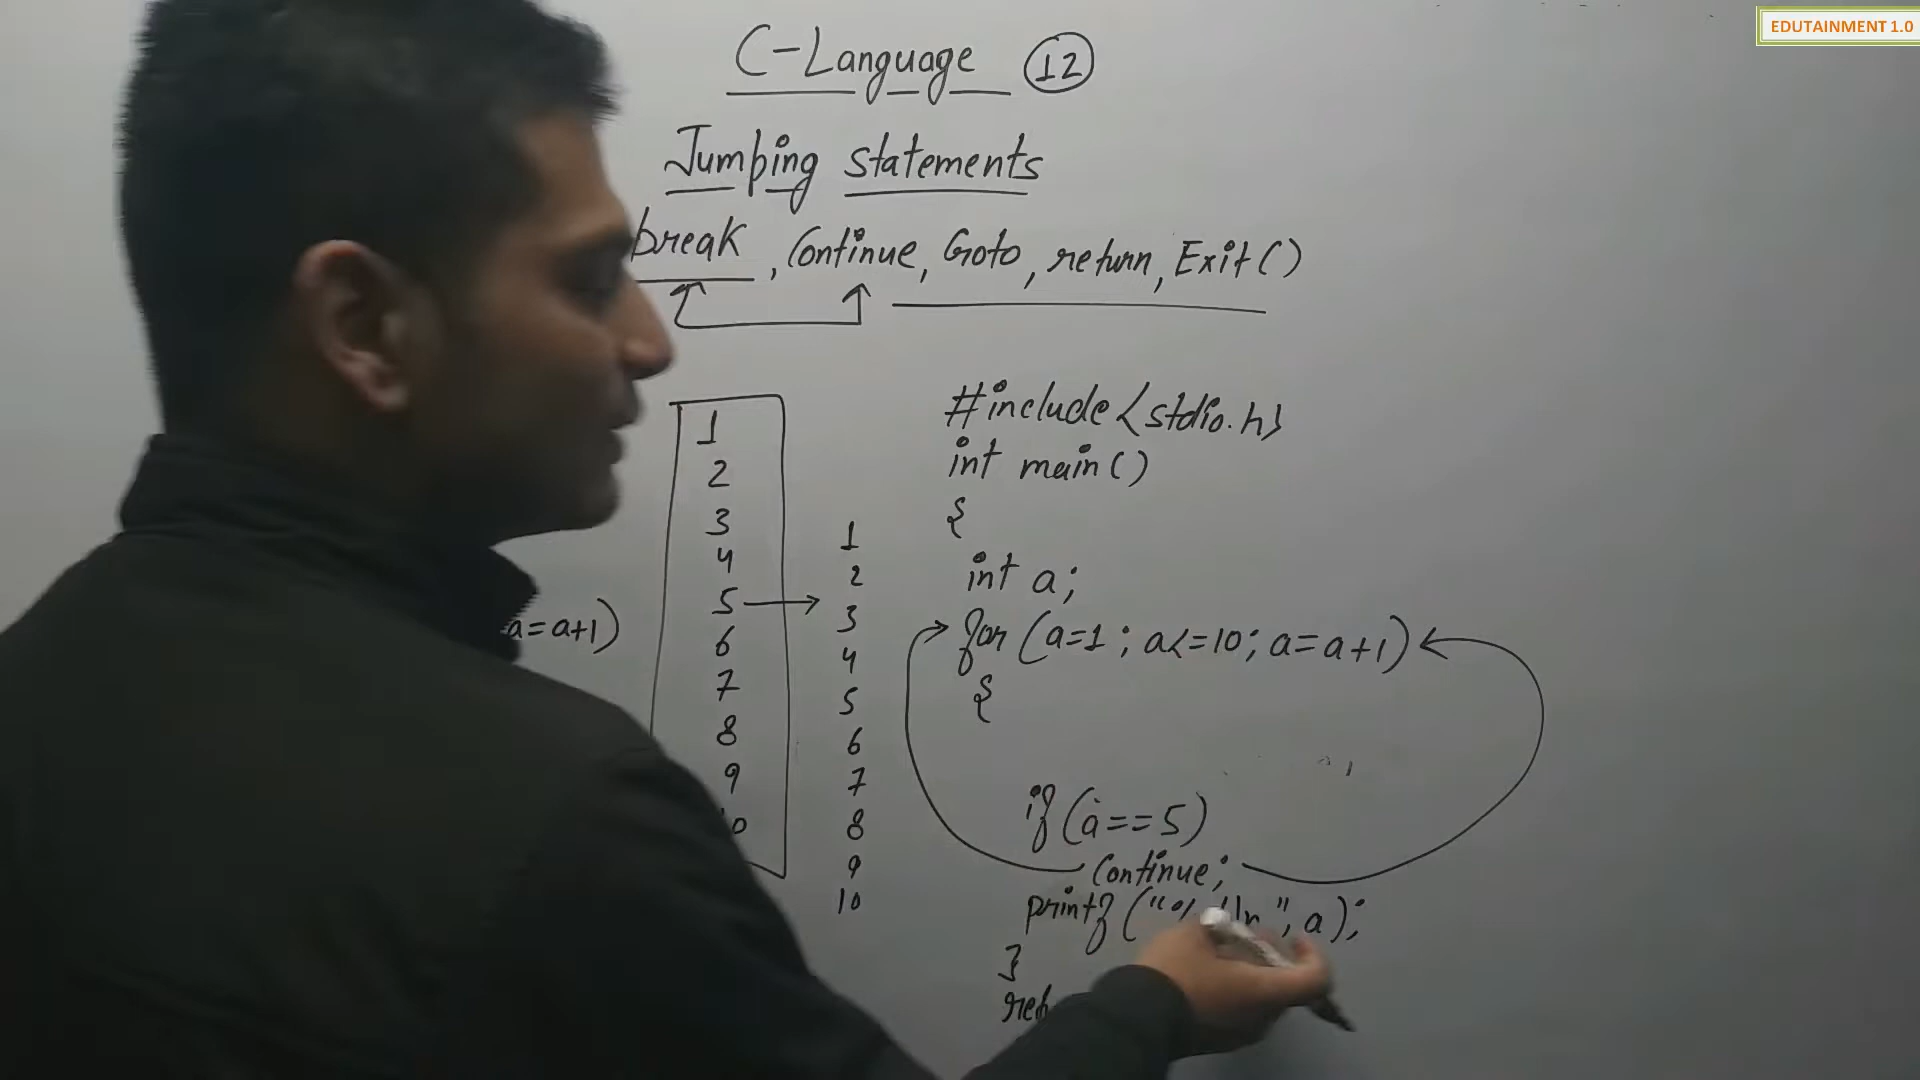 EDUTAINMENT 1.0
C-Language 12
Jumping statements
break, Continue, Goto, return, Exit()
1
2
3
4
5
6
7
8
9
1
2
3
4
5
6
7
8
9
10
a=a+1)
#include<stdio.h>
int main()
{
int a;
for (a=1; a<=10; a=a+1)
{
if (a==5)
Continue;
printf ("% \n", a);
}